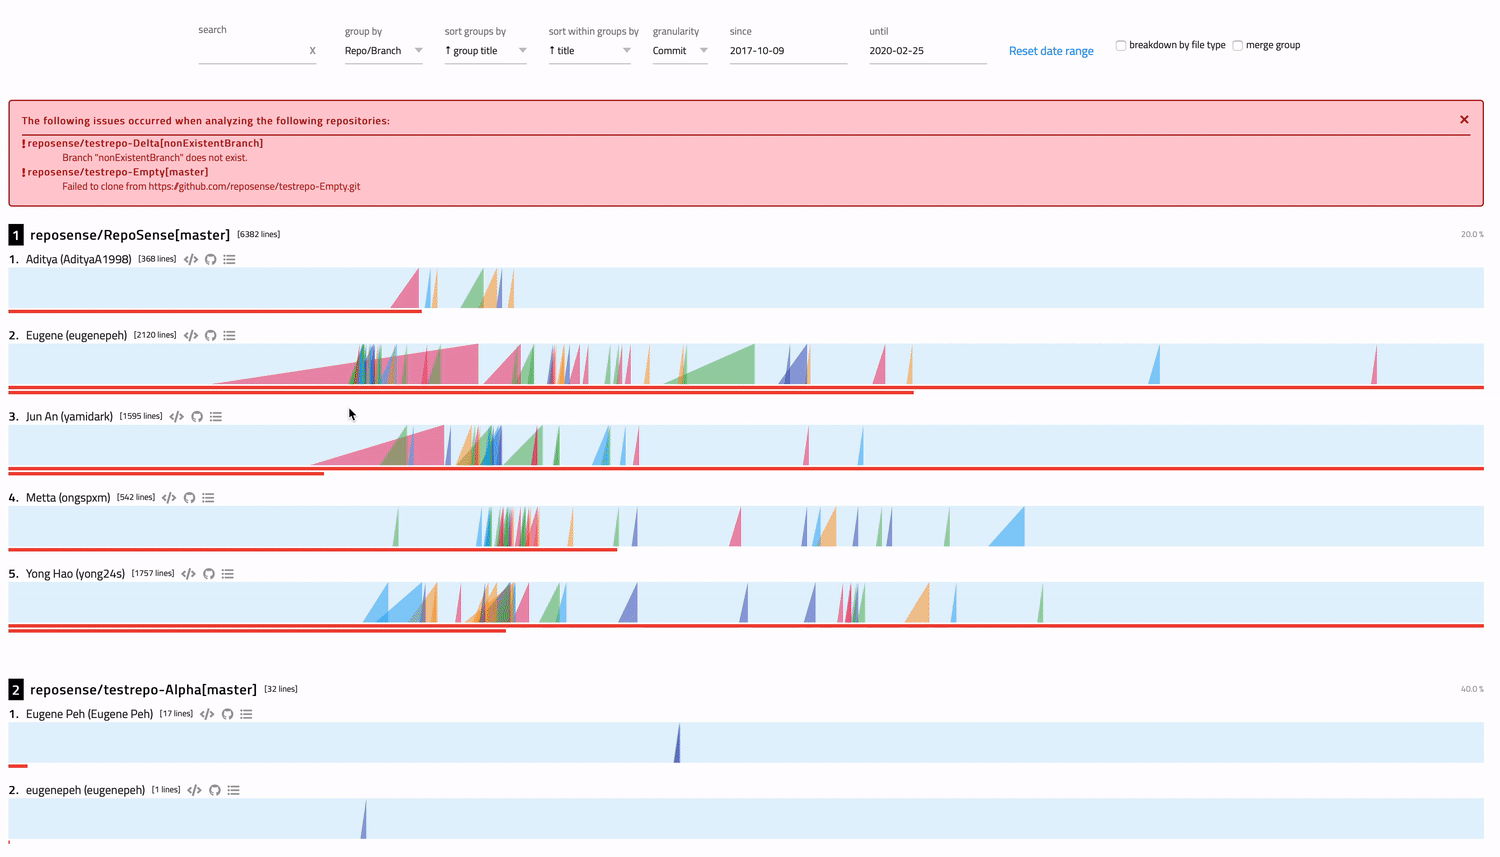 search
X
group by
Repo/Branch
sort groups by
↑ group title
sort within groups by
↑ title
granularity
Commit
since
2017-10-09
until
2020-02-25
Reset date range
breakdown by file type
merge group
The following issues occurred when analyzing the following repositories:
reposense/testrepo-Delta[nonExistentBranch]
Branch "nonExistentBranch" does not exist.
reposense/testrepo-Empty[master]
Failed to clone from https://github.com/reposense/testrepo-Empty.git
1 reposense/RepoSense[master] [6382 lines] 20.0 %
1. Aditya (AdityaA1998) [368 lines]
2. Eugene (eugenepeh) [2120 lines]
3. Jun An (yamidark) [1595 lines]
4. Metta (ongspxm) [542 lines]
5. Yong Hao (yong24s) [1757 lines]
2 reposense/testrepo-Alpha[master] [32 lines] 40.0 %
1. Eugene Peh (Eugene Peh) [17 lines]
2. eugenepeh (eugenepeh) [1 lines]